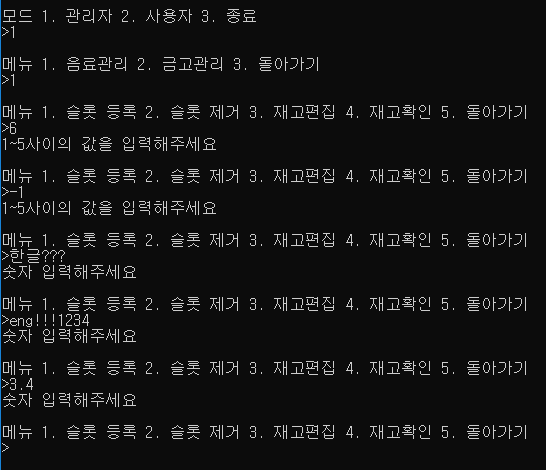 모드 1. 관리자 2. 사용자 3. 종료
>1
메뉴 1. 음료관리 2. 금고관리 3. 돌아가기
>1
메뉴 1. 슬롯 등록 2. 슬롯 제거 3. 재고편집 4. 재고확인 5. 돌아가기
>6
1~5사이의 값을 입력해주세요
메뉴 1. 슬롯 등록 2. 슬롯 제거 3. 재고편집 4. 재고확인 5. 돌아가기
>-1
1~5사이의 값을 입력해주세요
메뉴 1. 슬롯 등록 2. 슬롯 제거 3. 재고편집 4. 재고확인 5. 돌아가기
>한글???
숫자 입력해주세요
메뉴 1. 슬롯 등록 2. 슬롯 제거 3. 재고편집 4. 재고확인 5. 돌아가기
>eng!!!1234
숫자 입력해주세요
메뉴 1. 슬롯 등록 2. 슬롯 제거 3. 재고편집 4. 재고확인 5. 돌아가기
>3.4
숫자 입력해주세요
메뉴 1. 슬롯 등록 2. 슬롯 제거 3. 재고편집 4. 재고확인 5. 돌아가기
>